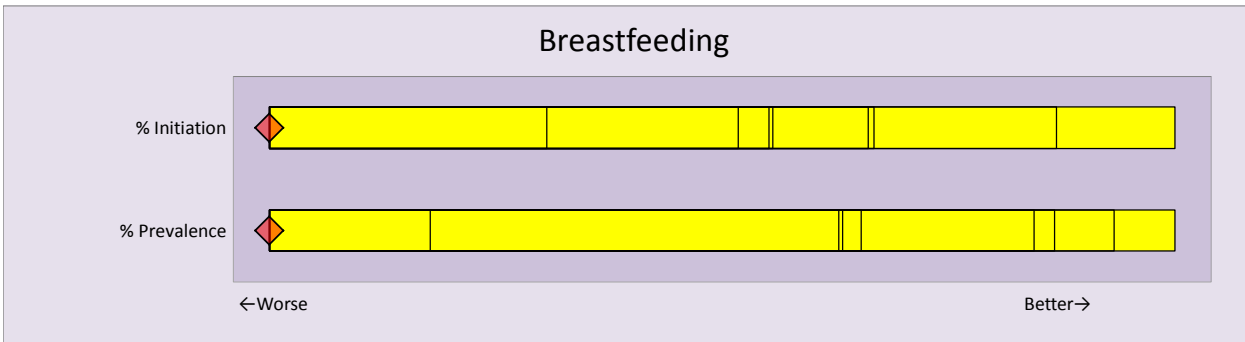 Breastfeeding
% Initiation
% Prevalence
←Worse Better→